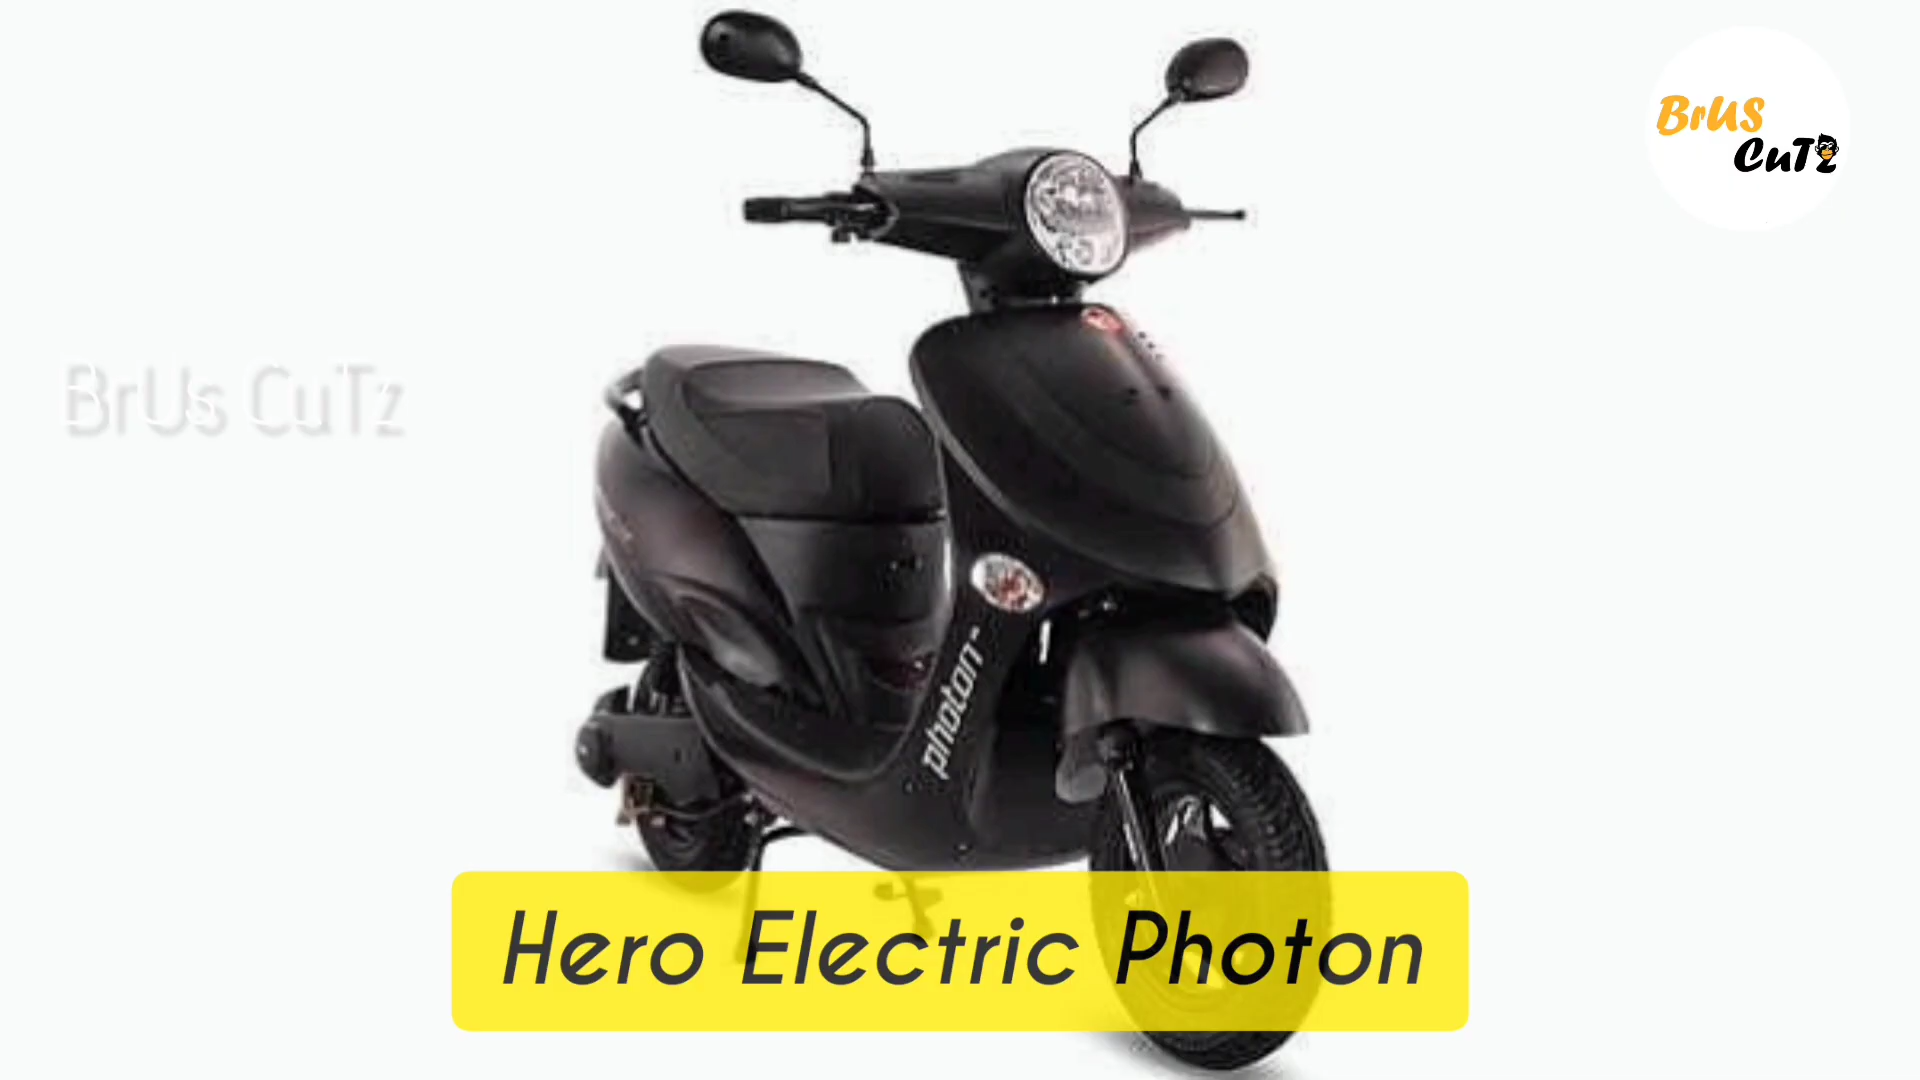 BrUS
CuTz
BrUs CuTz
photon
Hero Electric Photon